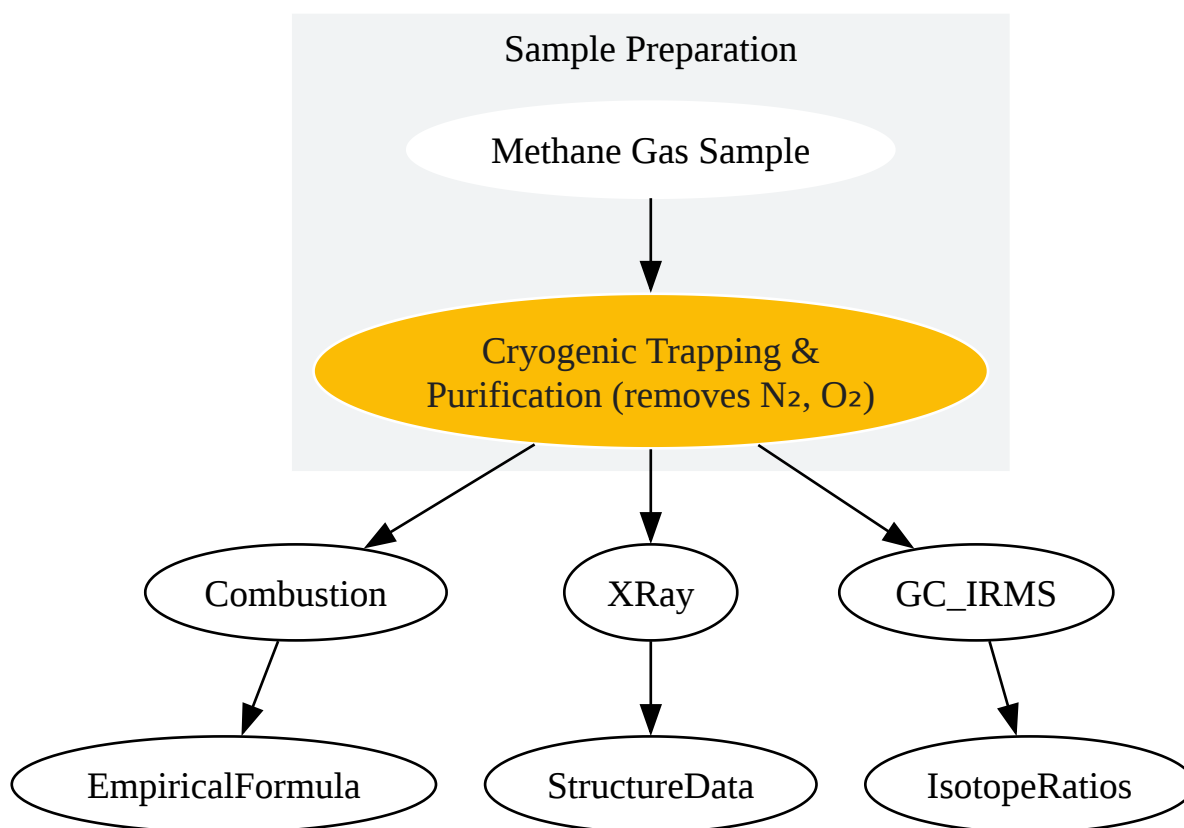 Sample Preparation
Methane Gas Sample
Cryogenic Trapping &
Purification (removes N₂, O₂)
Combustion
XRay
GC_IRMS
EmpiricalFormula
StructureData
IsotopeRatios